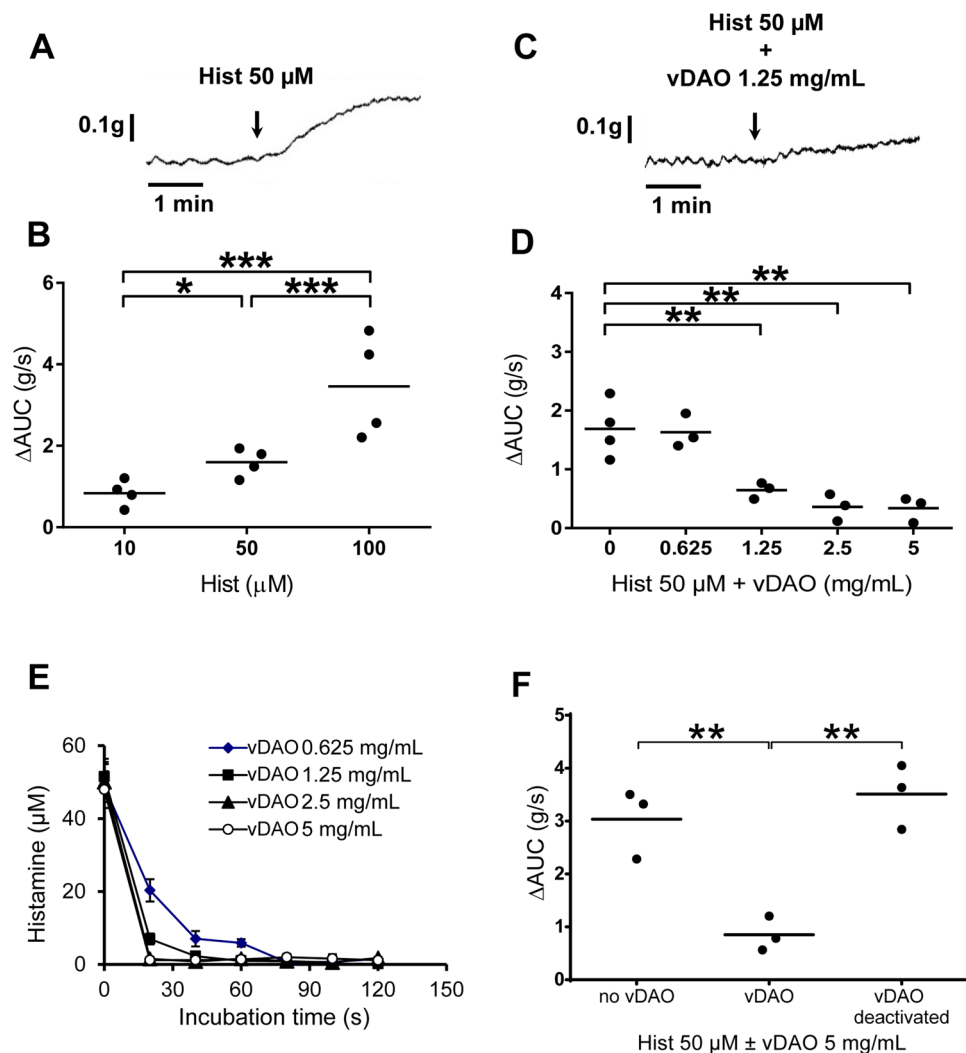 A
Hist 50 µM
0.1g
1 min
C
Hist 50 µM
+
vDAO 1.25 mg/mL
0.1g
1 min
B
***
* ***
6
4
2
0
ΔAUC (g/s)
10 50 100
Hist (µM)
D
**
**
**
4
3
2
1
0
ΔAUC (g/s)
0 0.625 1.25 2.5 5
Hist 50 µM + vDAO (mg/mL)
E
60
40
20
0
Histamine (µM)
vDAO 0.625 mg/mL
vDAO 1.25 mg/mL
vDAO 2.5 mg/mL
vDAO 5 mg/mL
0 30 60 90 120 150
Incubation time (s)
F
** **
5
4
3
2
1
0
ΔAUC (g/s)
no vDAO vDAO vDAO
deactivated
Hist 50 µM ± vDAO 5 mg/mL